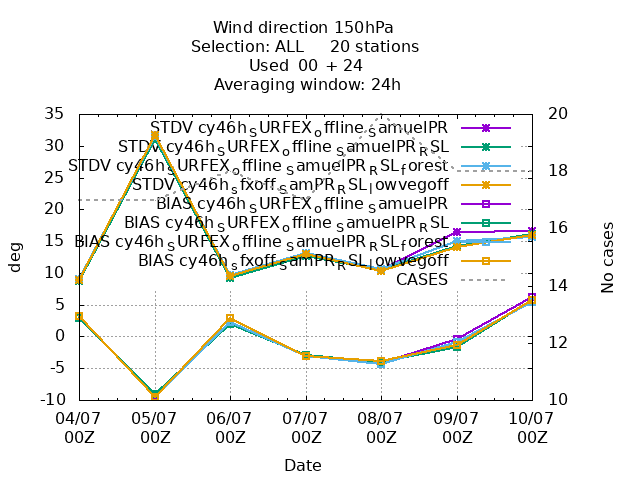 Wind direction 150hPa
Selection: ALL 20 stations
Used 00 + 24
Averaging window: 24h
STDV cy46h_SURFEX_offline_SamuelPR
STDV cy46h_SURFEX_offline_SamuelPR_RSL
STDV cy46h_SURFEX_offline_SamuelPR_RSL_forest
STDV cy46h_sfxoff_SamPR_RSL_lowvegoff
BIAS cy46h_SURFEX_offline_SamuelPR
BIAS cy46h_SURFEX_offline_SamuelPR_RSL
BIAS cy46h_SURFEX_offline_SamuelPR_RSL_forest
BIAS cy46h_sfxoff_SamPR_RSL_lowvegoff
CASES
35
30
25
20
15
10
5
0
-5
-10
deg
20
18
16
14
12
10
No cases
04/07 05/07 06/07 07/07 08/07 09/07 10/07
00Z 00Z 00Z 00Z 00Z 00Z 00Z
Date